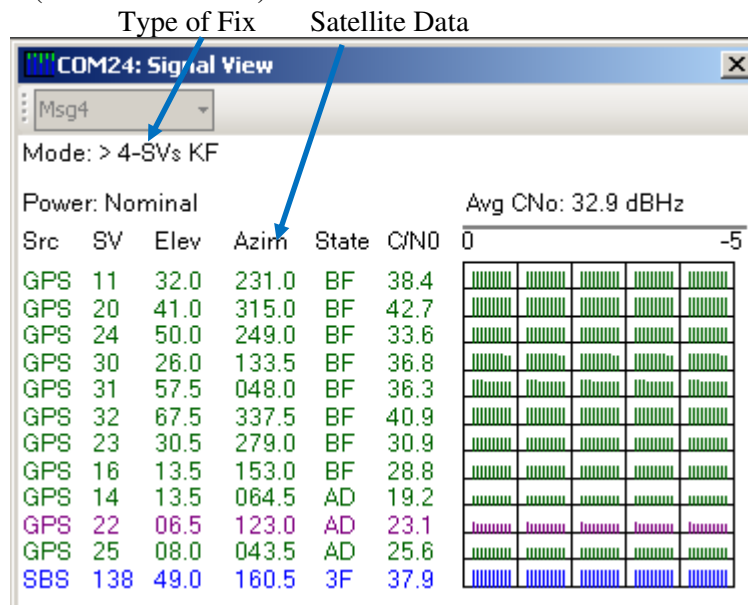 Type of Fix Satellite Data
COM24: Signal View
Msg4
Mode: > 4-SVs KF
Power: Nominal Avg CNo: 32.9 dBHz
Src SV Elev Azim State C/N0 0 -5
GPS 11 32.0 231.0 BF 38.4
GPS 20 41.0 315.0 BF 42.7
GPS 24 50.0 249.0 BF 33.6
GPS 30 26.0 133.5 BF 36.8
GPS 31 57.5 048.0 BF 36.3
GPS 32 67.5 337.5 BF 40.9
GPS 23 30.5 279.0 BF 30.9
GPS 16 13.5 153.0 BF 28.8
GPS 14 13.5 064.5 AD 19.2
GPS 22 06.5 123.0 AD 23.1
GPS 25 08.0 043.5 AD 25.6
SBS 138 49.0 160.5 3F 37.9